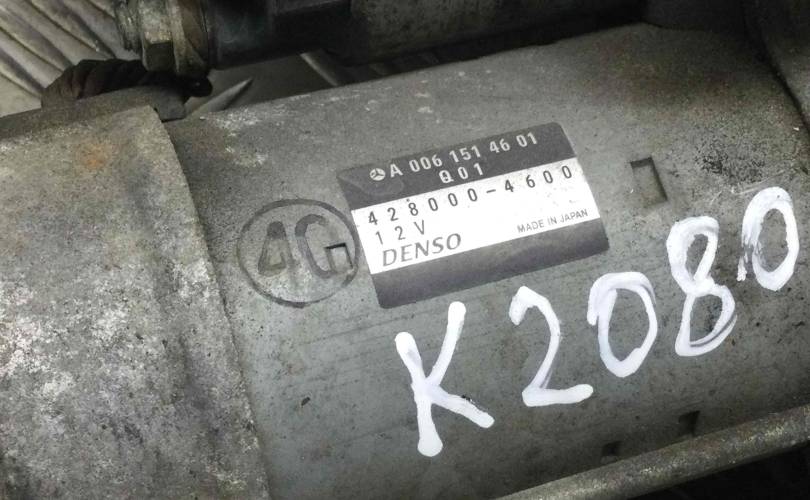 A 006 151 46 01
Q01
428000-4600
12V
MADE IN JAPAN
DENSO
4G
K2080